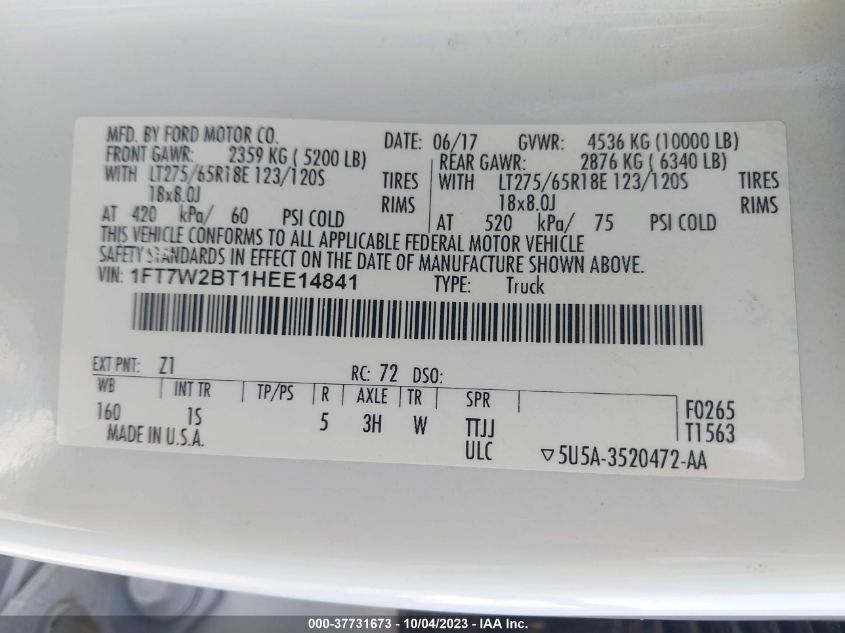 MFD. BY FORD MOTOR CO. DATE: 06/17 GVWR: 4536 KG (10000 LB)
FRONT GAWR: 2359 KG ( 5200 LB) REAR GAWR: 2876 KG ( 6340 LB)
WITH LT275/65R18E 123/120S TIRES WITH LT275/65R18E 123/120S TIRES
18x8.0J RIMS 18x8.0J RIMS
AT 420 kPa/ 60 PSI COLD AT 520 kPa/ 75 PSI COLD
THIS VEHICLE CONFORMS TO ALL APPLICABLE FEDERAL MOTOR VEHICLE
SAFETY STANDARDS IN EFFECT ON THE DATE OF MANUFACTURE SHOWN ABOVE.
VIN: 1FT7W2BT1HEE14841 TYPE: Truck
EXT PNT: Z1 RC: 72 DSO:
WB INT TR TP/PS R AXLE TR SPR
160 1S 5 3H W TTJJ F0265
MADE IN U.S.A. ULC T1563
▽5U5A-3520472-AA
000-37731673 - 10/04/2023 - Copyright © 2023 IAA, Inc.